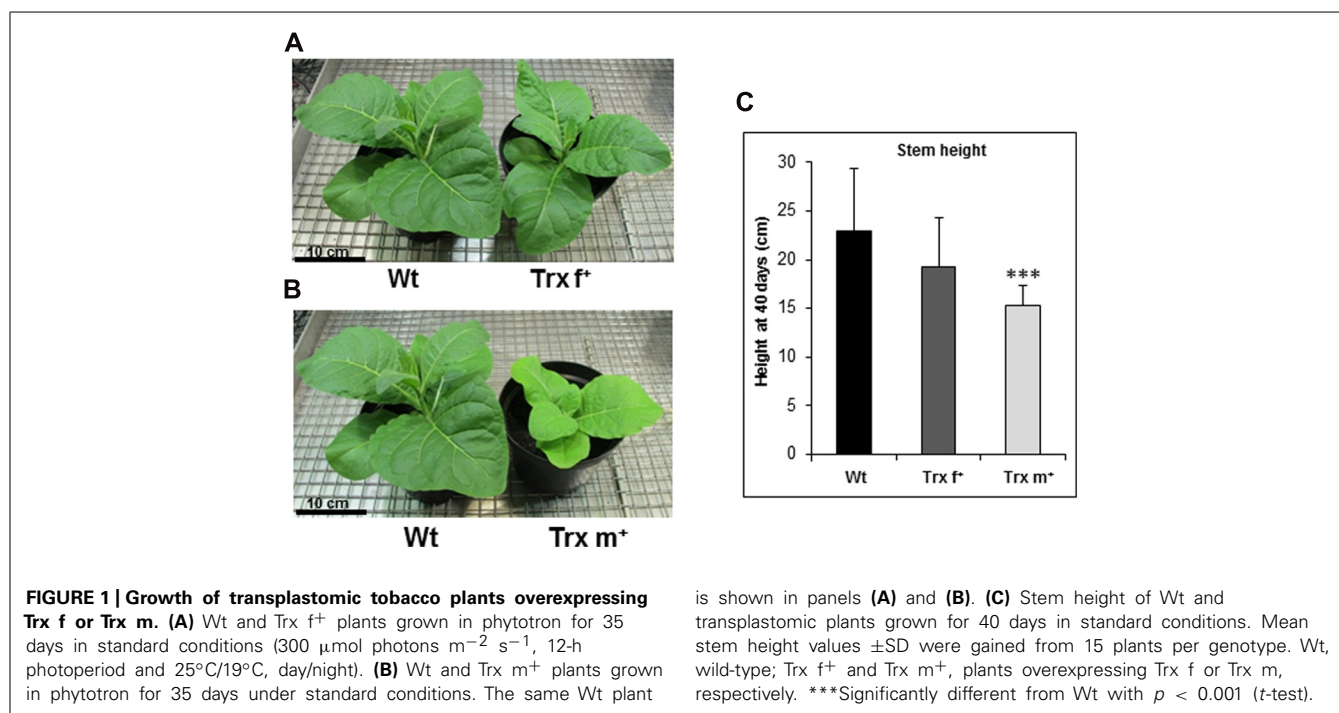 A
10 cm
Wt Trx f⁺
B
10 cm
Wt Trx m⁺
C
Stem height
Height at 40 days (cm)
30
25
20
15
10
5
0
***
Wt Trx f⁺ Trx m⁺
FIGURE 1 | Growth of transplastomic tobacco plants overexpressing
Trx f or Trx m. (A) Wt and Trx f⁺ plants grown in phytotron for 35
days in standard conditions (300 μmol photons m⁻² s⁻¹, 12-h
photoperiod and 25°C/19°C, day/night). (B) Wt and Trx m⁺ plants grown
in phytotron for 35 days under standard conditions. The same Wt plant
is shown in panels (A) and (B). (C) Stem height of Wt and
transplastomic plants grown for 40 days in standard conditions. Mean
stem height values ±SD were gained from 15 plants per genotype. Wt,
wild-type; Trx f⁺ and Trx m⁺, plants overexpressing Trx f or Trx m,
respectively. ***Significantly different from Wt with p < 0.001 (t-test).